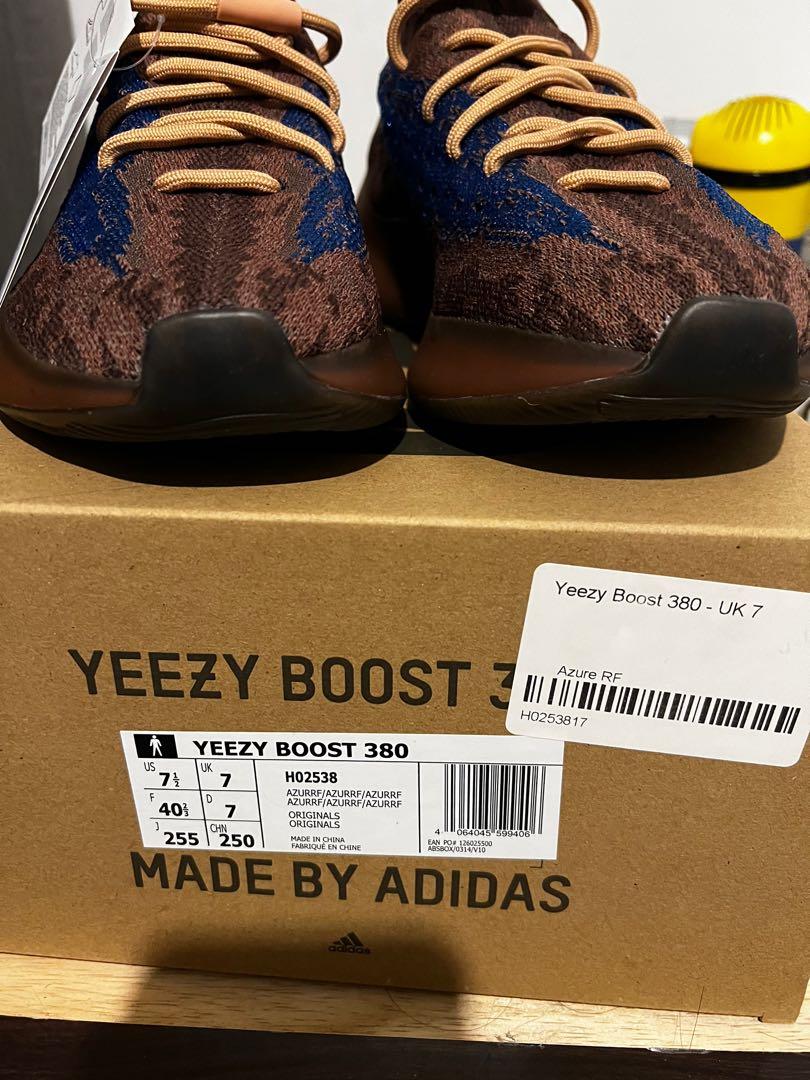 Yeezy Boost 380 - UK 7
Azure RF
H0253817
YEEZY BOOST 3
YEEZY BOOST 380
US 7½ UK 7
F 40⅔ D 7
J 255 CHN 250
H02538
AZURRF/AZURRF/AZURRF
AZURRF/AZURRF/AZURRF
ORIGINALS
ORIGINALS
MADE IN CHINA
FABRIQUÉ EN CHINE
4 064045 599406
EAN PO# 126025500
ABSBOX/0314/V10
MADE BY ADIDAS
adidas